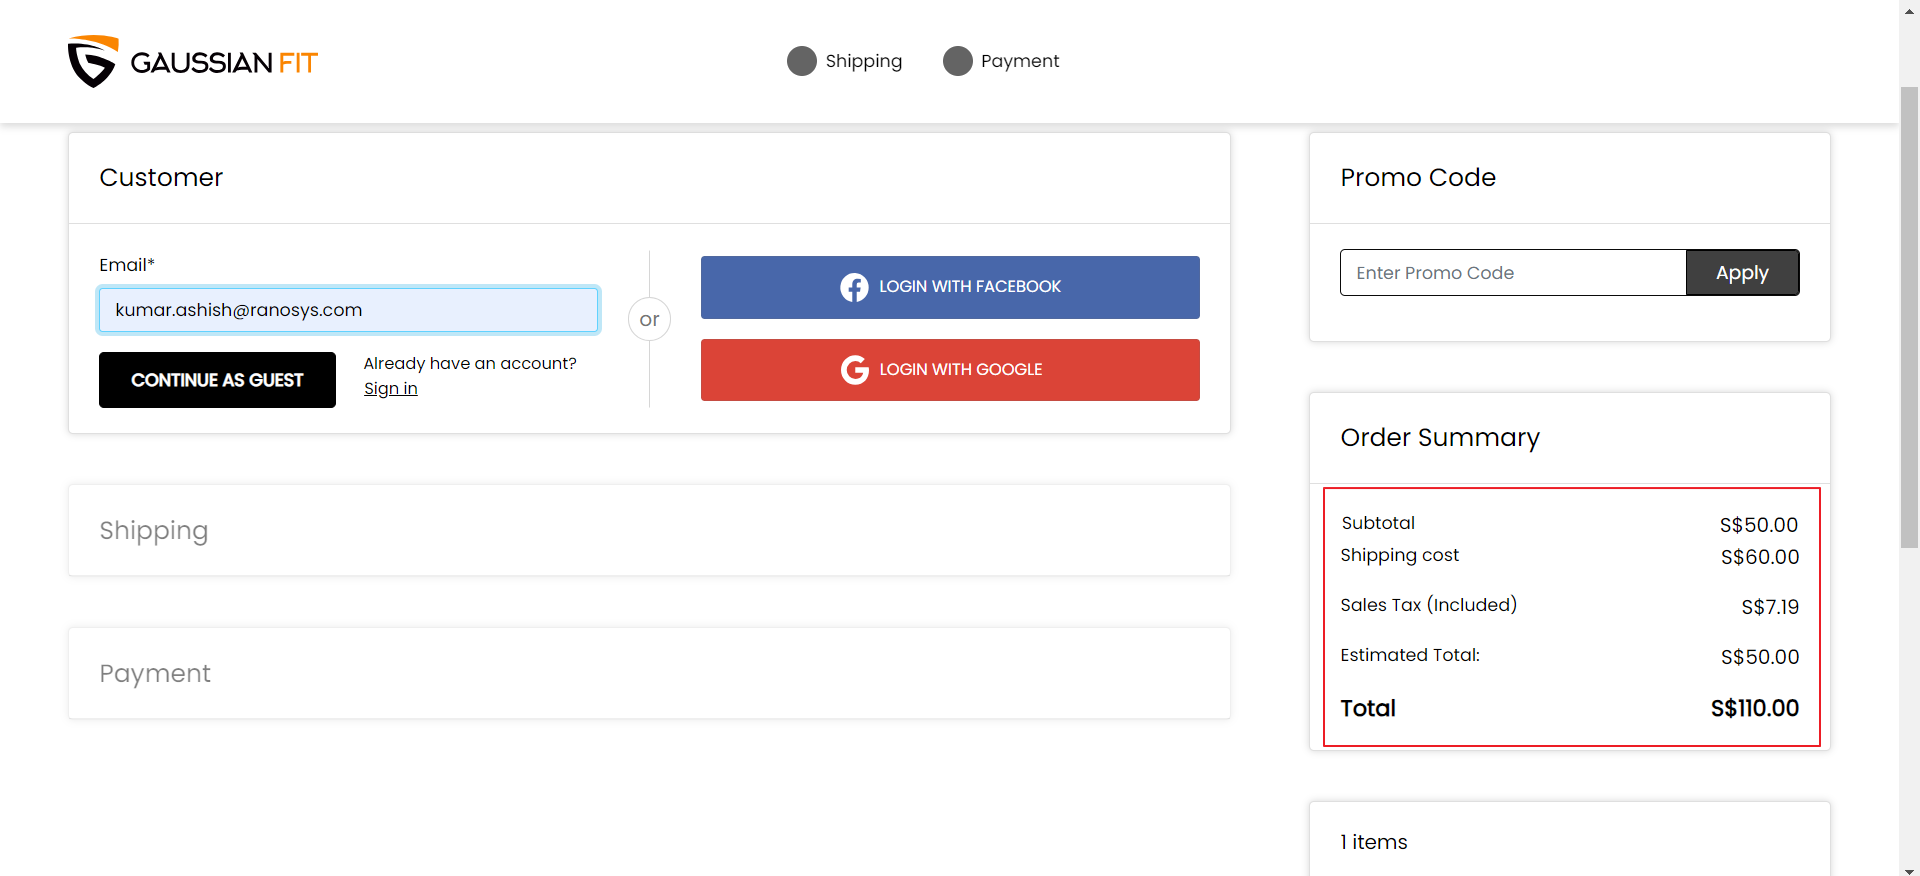 GAUSSIAN FIT
Shipping
Payment
Customer
Email*
kumar.ashish@ranosys.com
CONTINUE AS GUEST
Already have an account?
Sign in
or
LOGIN WITH FACEBOOK
LOGIN WITH GOOGLE
Shipping
Payment
Promo Code
Enter Promo Code
Apply
Order Summary
Subtotal S$50.00
Shipping cost S$60.00
Sales Tax (Included) S$7.19
Estimated Total: S$50.00
Total S$110.00
1 items